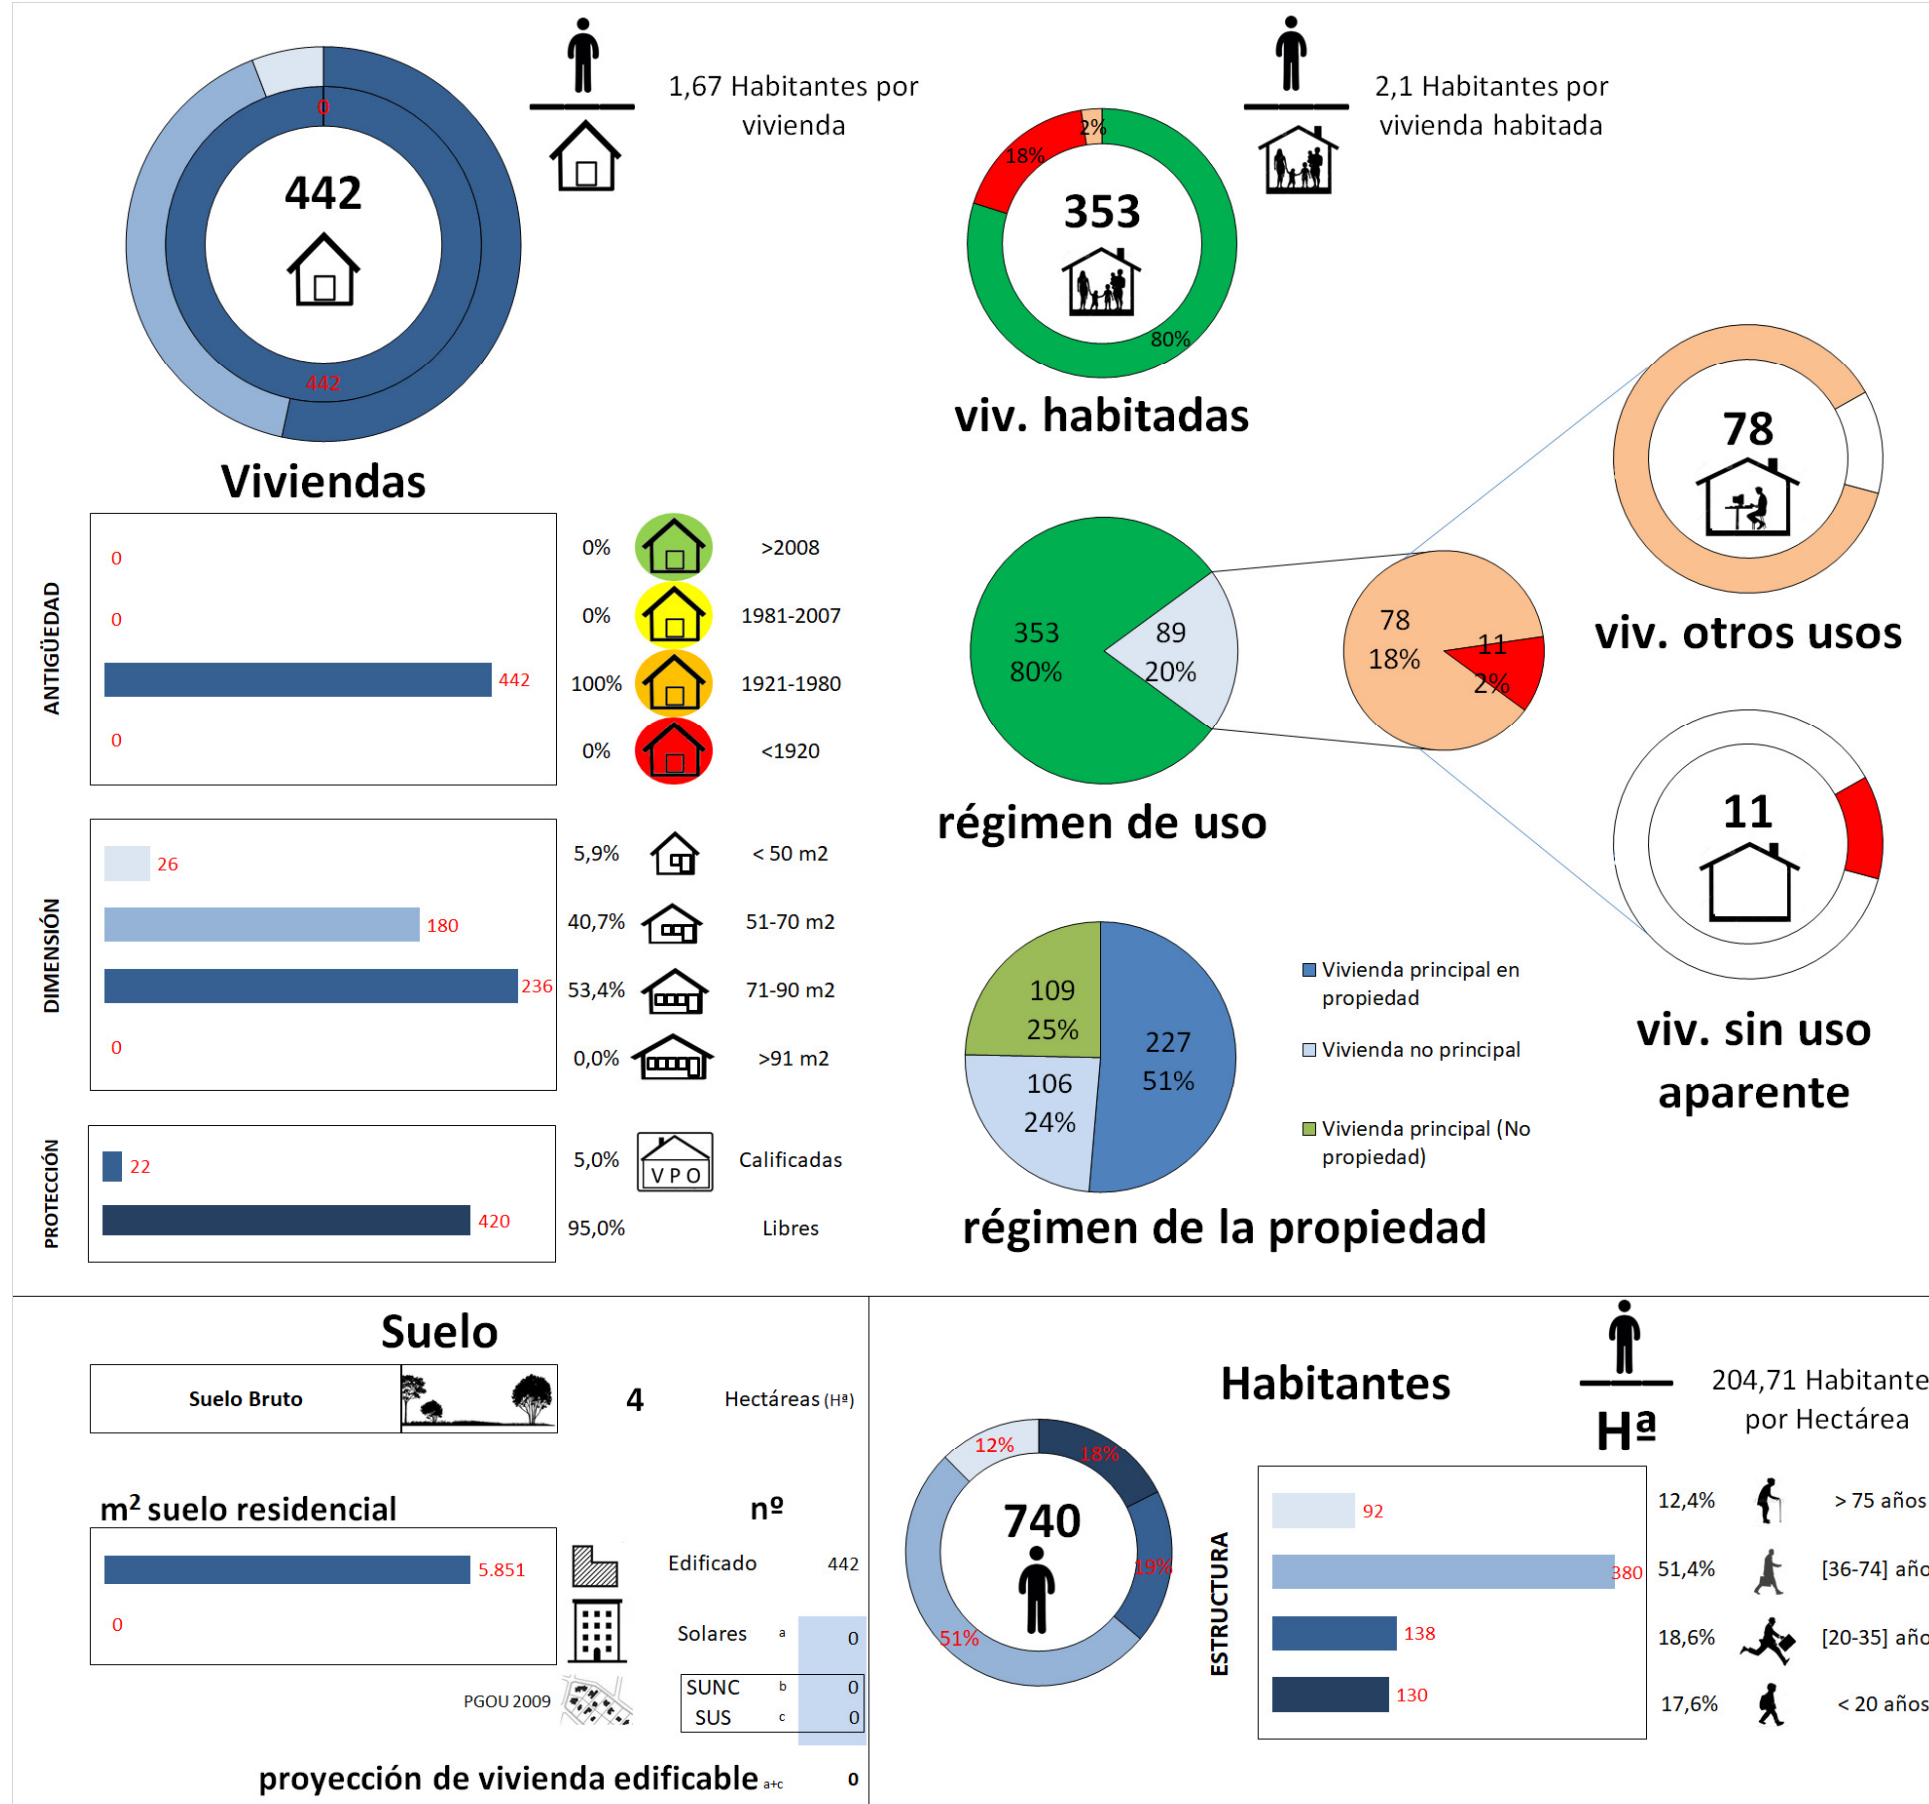 1,67 Habitantes por
vivienda
2,1 Habitantes por
vivienda habitada
0
442
442
Viviendas
2%
18%
353
80%
viv. habitadas
78
viv. otros usos
ANTIGÜEDAD
0
0% >2008
0
0% 1981-2007
442
100% 1921-1980
0
0% <1920
353
80%
89
20%
78
18%
11
2%
régimen de uso
11
viv. sin uso
aparente
DIMENSIÓN
26
5,9% < 50 m2
180
40,7% 51-70 m2
236
53,4% 71-90 m2
0
0,0% >91 m2
109
25%
227
51%
106
24%
Vivienda principal en
propiedad
Vivienda no principal
Vivienda principal (No
propiedad)
régimen de la propiedad
PROTECCIÓN
22
5,0% VPO Calificadas
420
95,0% Libres
Suelo
Suelo Bruto 4 Hectáreas (Hª)
m² suelo residencial nº
5.851
Edificado 442
0
Solares a 0
PGOU 2009
SUNC b 0
SUS c 0
proyección de vivienda edificable a+c 0
Habitantes
Hª
204,71 Habitante
por Hectárea
12%
18%
740
19%
51%
ESTRUCTURA
92
12,4% > 75 años
380
51,4% [36-74] año
138
18,6% [20-35] año
130
17,6% < 20 años